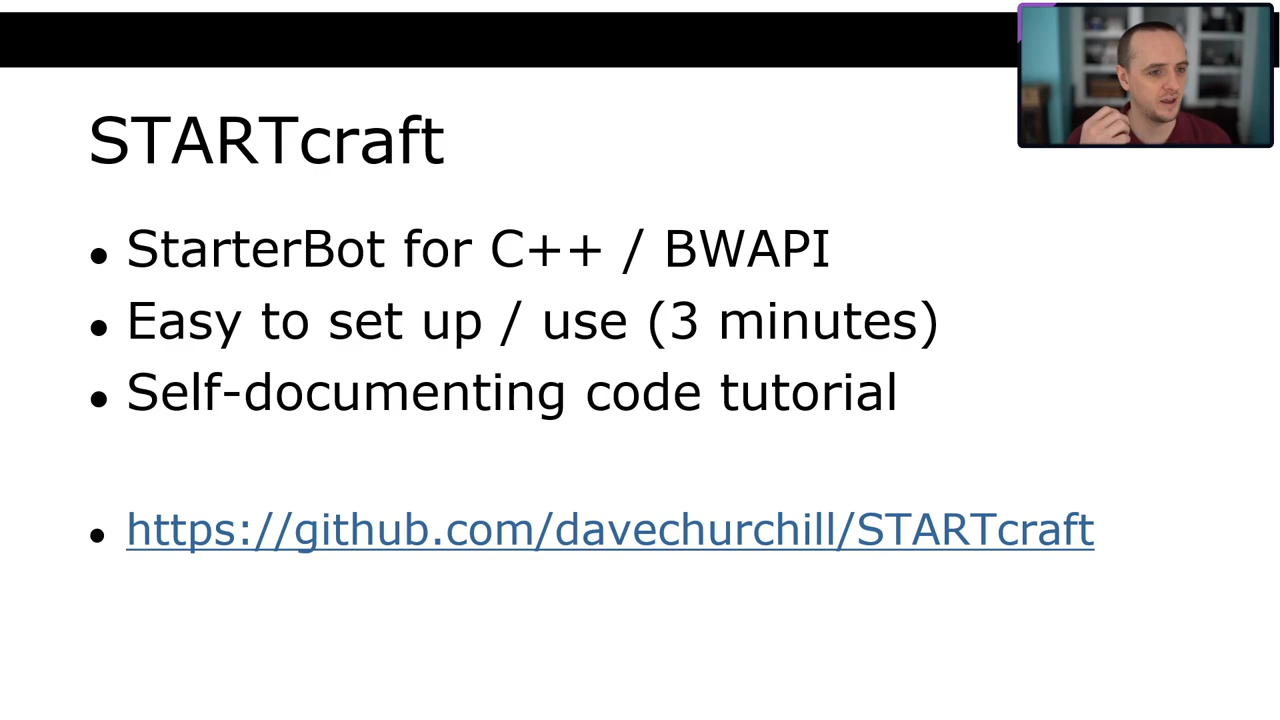 STARTcraft
• StarterBot for C++ / BWAPI
• Easy to set up / use (3 minutes)
• Self-documenting code tutorial
• https://github.com/davechurchill/STARTcraft